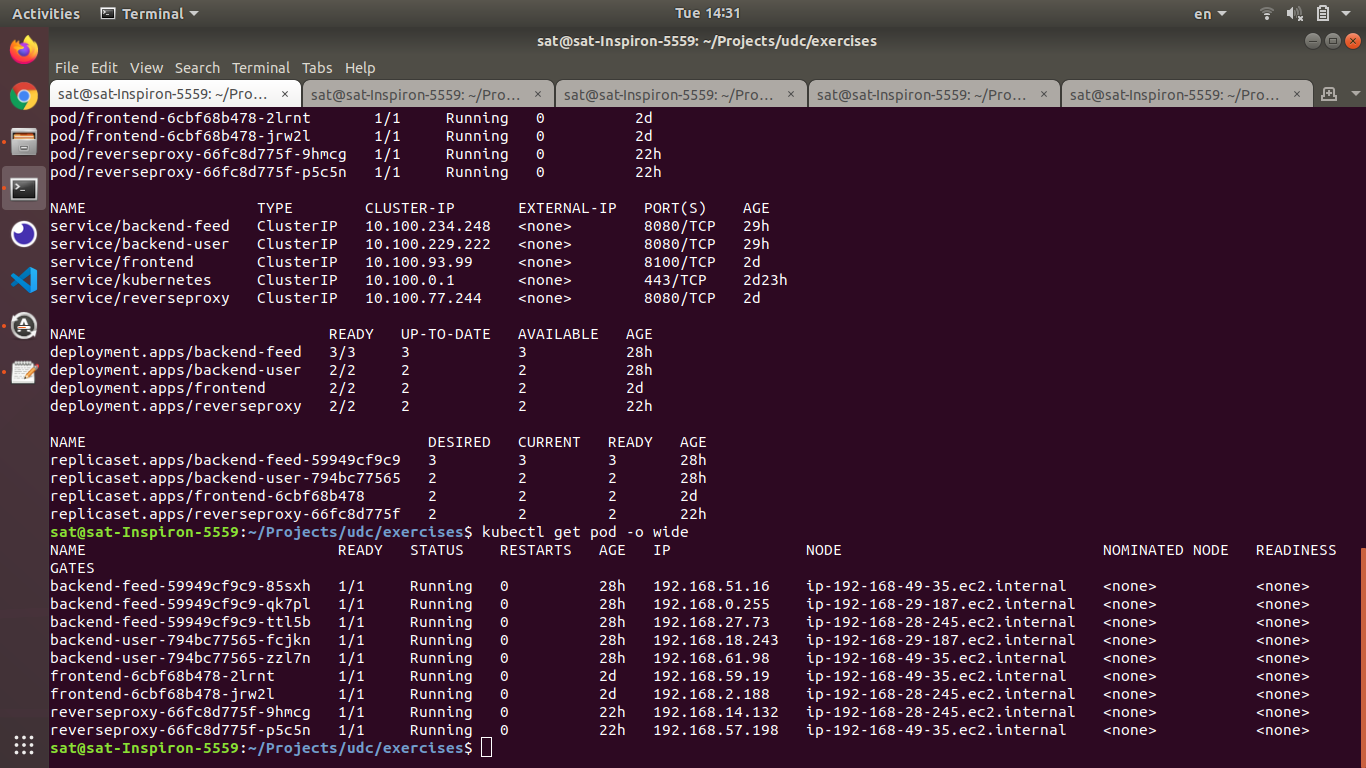 Activities Terminal Tue 14:31 en
sat@sat-Inspiron-5559: ~/Projects/udc/exercises
File Edit View Search Terminal Tabs Help
sat@sat-Inspiron-5559: ~/Pro... × sat@sat-Inspiron-5559: ~/Pro... × sat@sat-Inspiron-5559: ~/Pro... × sat@sat-Inspiron-5559: ~/Pro... × sat@sat-Inspiron-5559: ~/Pro... ×
pod/frontend-6cbf68b478-2lrnt 1/1 Running 0 2d
pod/frontend-6cbf68b478-jrw2l 1/1 Running 0 2d
pod/reverseproxy-66fc8d775f-9hmcg 1/1 Running 0 22h
pod/reverseproxy-66fc8d775f-p5c5n 1/1 Running 0 22h
NAME TYPE CLUSTER-IP EXTERNAL-IP PORT(S) AGE
service/backend-feed ClusterIP 10.100.234.248 <none> 8080/TCP 29h
service/backend-user ClusterIP 10.100.229.222 <none> 8080/TCP 29h
service/frontend ClusterIP 10.100.93.99 <none> 8100/TCP 2d
service/kubernetes ClusterIP 10.100.0.1 <none> 443/TCP 2d23h
service/reverseproxy ClusterIP 10.100.77.244 <none> 8080/TCP 2d
NAME READY UP-TO-DATE AVAILABLE AGE
deployment.apps/backend-feed 3/3 3 3 28h
deployment.apps/backend-user 2/2 2 2 28h
deployment.apps/frontend 2/2 2 2 2d
deployment.apps/reverseproxy 2/2 2 2 22h
NAME DESIRED CURRENT READY AGE
replicaset.apps/backend-feed-59949cf9c9 3 3 3 28h
replicaset.apps/backend-user-794bc77565 2 2 2 28h
replicaset.apps/frontend-6cbf68b478 2 2 2 2d
replicaset.apps/reverseproxy-66fc8d775f 2 2 2 22h
sat@sat-Inspiron-5559:~/Projects/udc/exercises$ kubectl get pod -o wide
NAME READY STATUS RESTARTS AGE IP NODE NOMINATED NODE READINESS
GATES
backend-feed-59949cf9c9-85sxh 1/1 Running 0 28h 192.168.51.16 ip-192-168-49-35.ec2.internal <none> <none>
backend-feed-59949cf9c9-qk7pl 1/1 Running 0 28h 192.168.0.255 ip-192-168-29-187.ec2.internal <none> <none>
backend-feed-59949cf9c9-ttl5b 1/1 Running 0 28h 192.168.27.73 ip-192-168-28-245.ec2.internal <none> <none>
backend-user-794bc77565-fcjkn 1/1 Running 0 28h 192.168.18.243 ip-192-168-29-187.ec2.internal <none> <none>
backend-user-794bc77565-zzl7n 1/1 Running 0 28h 192.168.61.98 ip-192-168-49-35.ec2.internal <none> <none>
frontend-6cbf68b478-2lrnt 1/1 Running 0 2d 192.168.59.19 ip-192-168-49-35.ec2.internal <none> <none>
frontend-6cbf68b478-jrw2l 1/1 Running 0 2d 192.168.2.188 ip-192-168-28-245.ec2.internal <none> <none>
reverseproxy-66fc8d775f-9hmcg 1/1 Running 0 22h 192.168.14.132 ip-192-168-28-245.ec2.internal <none> <none>
reverseproxy-66fc8d775f-p5c5n 1/1 Running 0 22h 192.168.57.198 ip-192-168-49-35.ec2.internal <none> <none>
sat@sat-Inspiron-5559:~/Projects/udc/exercises$